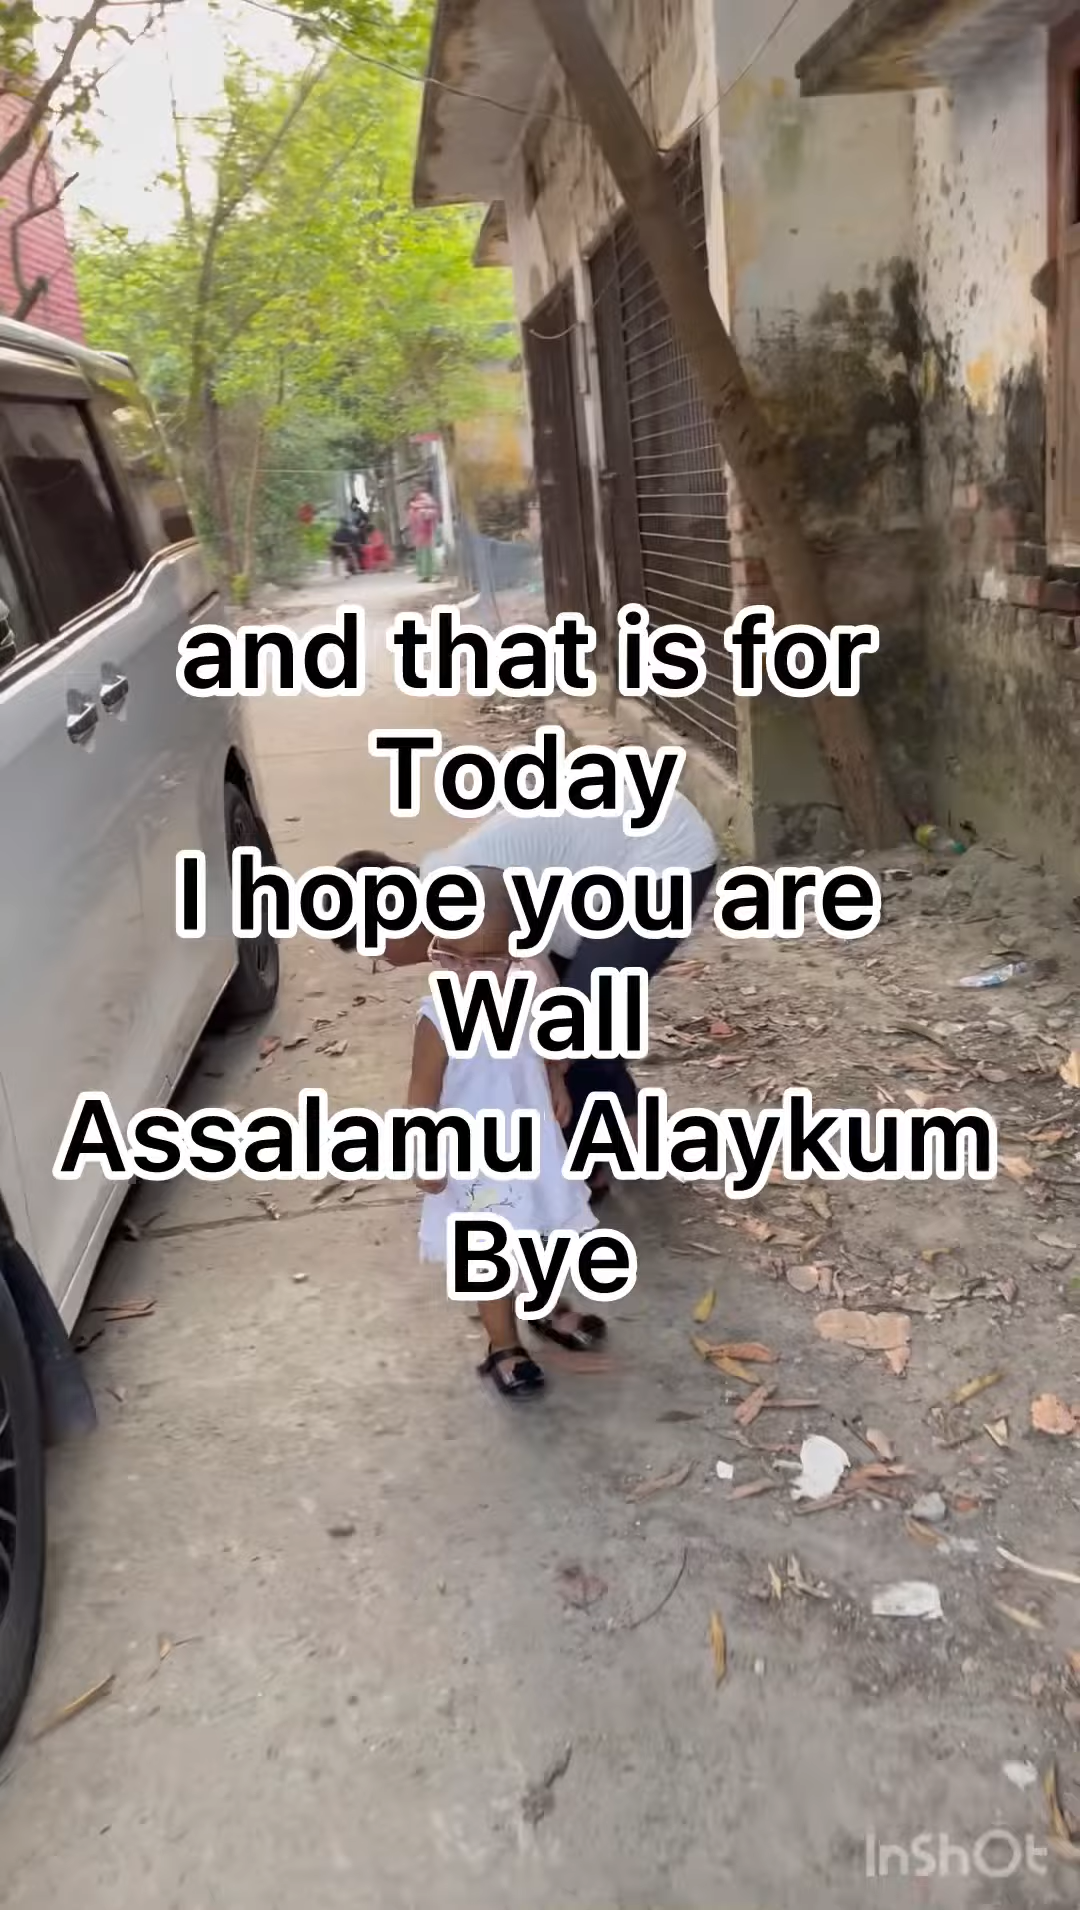 and that is for
Today
I hope you are
Wall
Assalamu Alaykum
Bye
InShOt